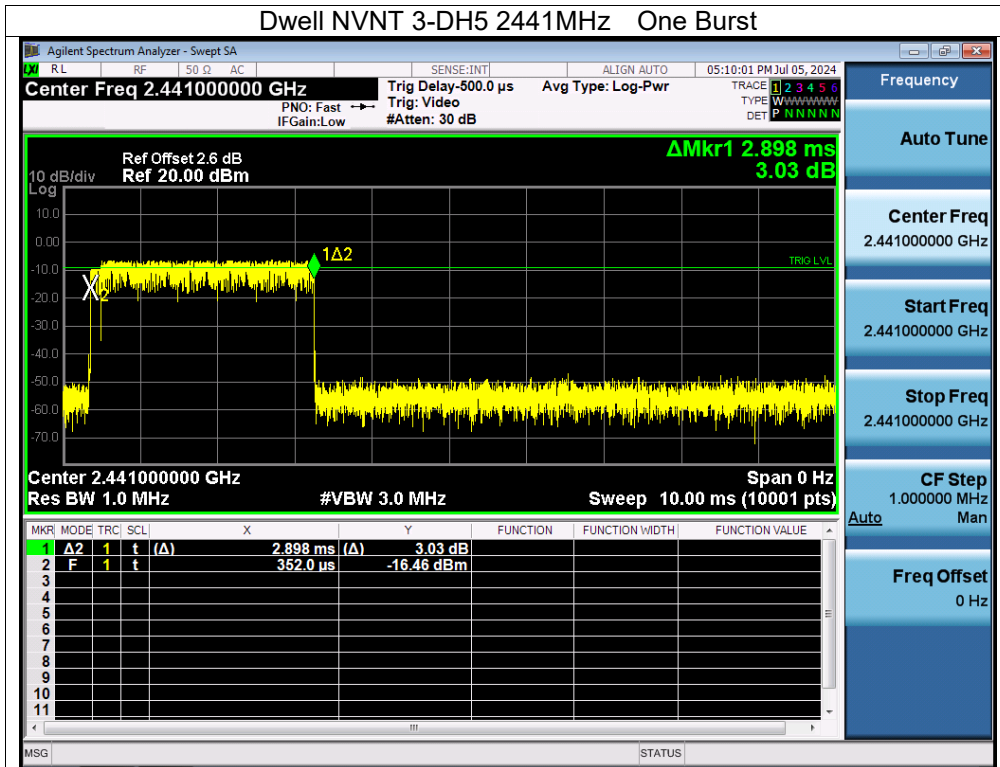 Dwell NVNT 3-DH5 2441MHz One Burst
Agilent Spectrum Analyzer - Swept SA
LXI RL RF 50 Ω AC SENSE:INT ALIGN AUTO 05:10:01 PM Jul 05, 2024
Center Freq 2.441000000 GHz
PNO: Fast
IFGain:Low
Trig Delay-500.0 µs
Trig: Video
#Atten: 30 dB
Avg Type: Log-Pwr
TRACE 1 2 3 4 5 6
TYPE WWWWWW
DET P N N N N N
Frequency
ΔMkr1 2.898 ms
3.03 dB
Ref Offset 2.6 dB
10 dB/div Ref 20.00 dBm
Log
10.0
0.00
-10.0
-20.0
-30.0
-40.0
-50.0
-60.0
-70.0
1Δ2
2
TRIG LVL
Center 2.441000000 GHz Span 0 Hz
Res BW 1.0 MHz #VBW 3.0 MHz Sweep 10.00 ms (10001 pts)
MKR MODE TRC SCL X Y FUNCTION FUNCTION WIDTH FUNCTION VALUE
1 Δ2 1 t (Δ) 2.898 ms (Δ) 3.03 dB
2 F 1 t 352.0 µs -16.46 dBm
3
4
5
6
7
8
9
10
11
MSG STATUS
Auto Tune
Center Freq
2.441000000 GHz
Start Freq
2.441000000 GHz
Stop Freq
2.441000000 GHz
CF Step
1.000000 MHz
Auto Man
Freq Offset
0 Hz